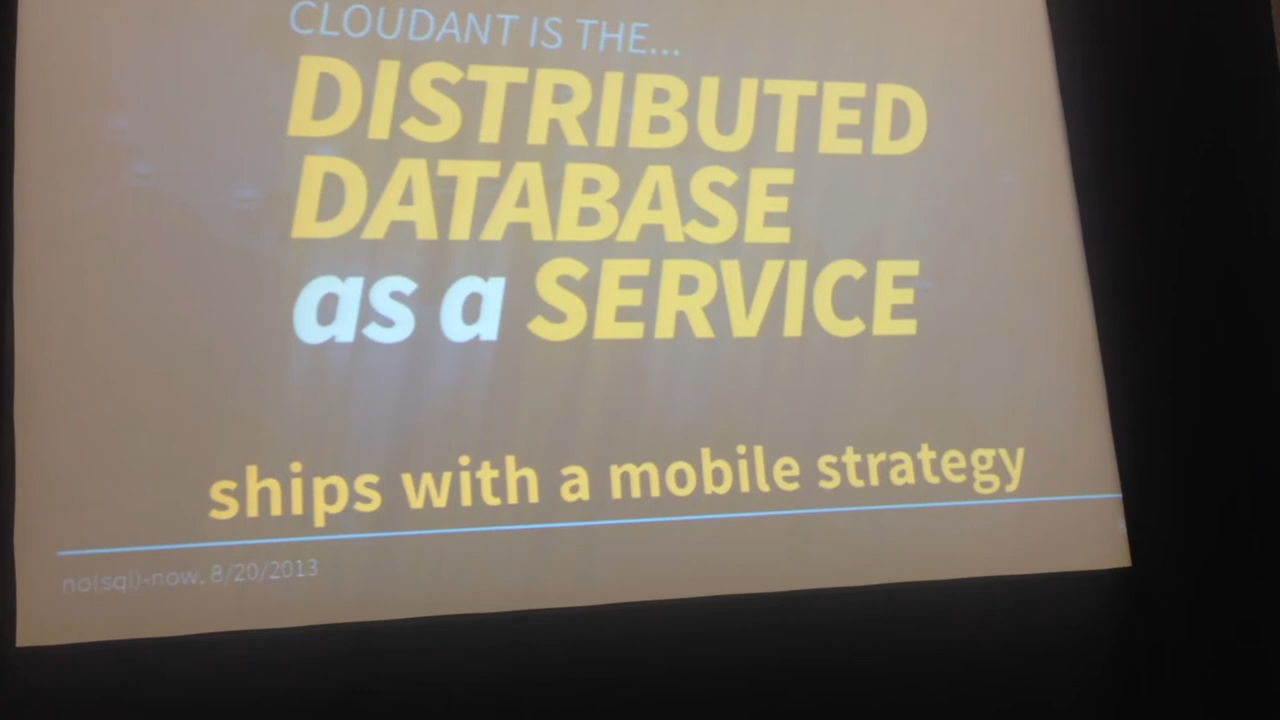 CLOUDANT IS THE...
DISTRIBUTED
DATABASE
as a SERVICE
ships with a mobile strategy
no(sql)-now, 8/20/2013